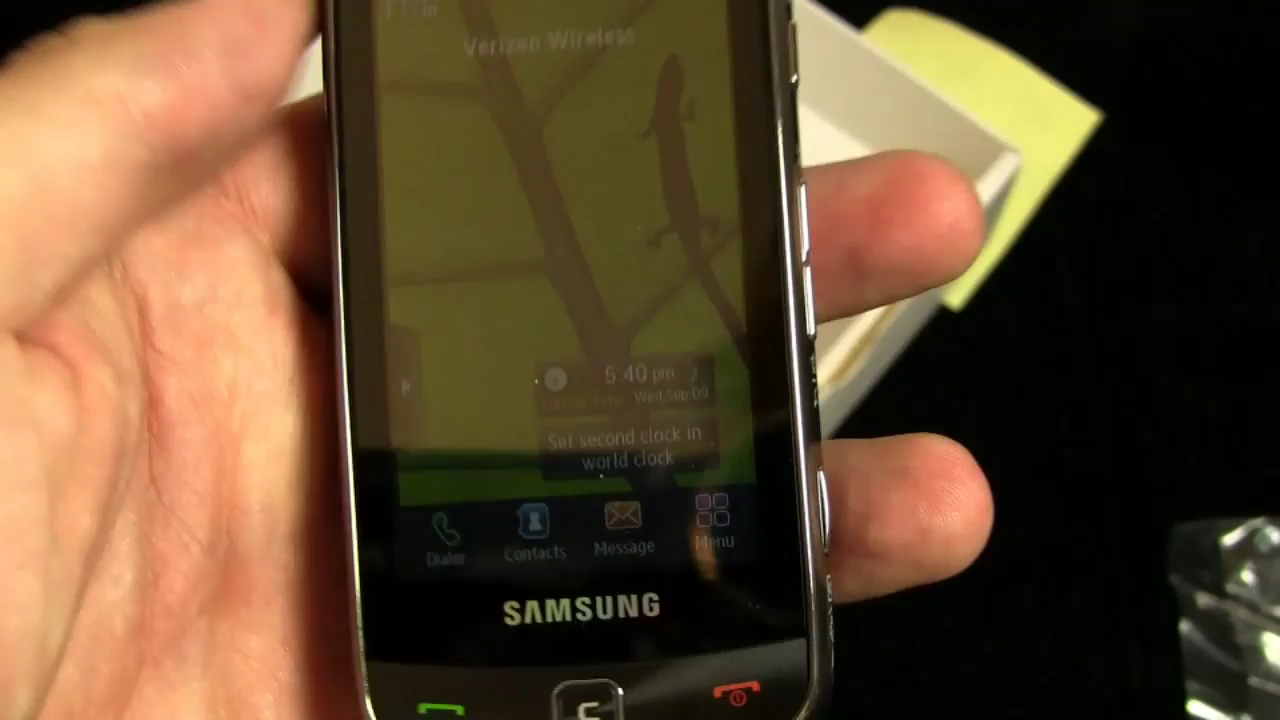 Verizon Wireless
5:40 pm
Wed Sep 09
Set second clock in
world clock
Dialer
Contacts
Message
Menu
SAMSUNG